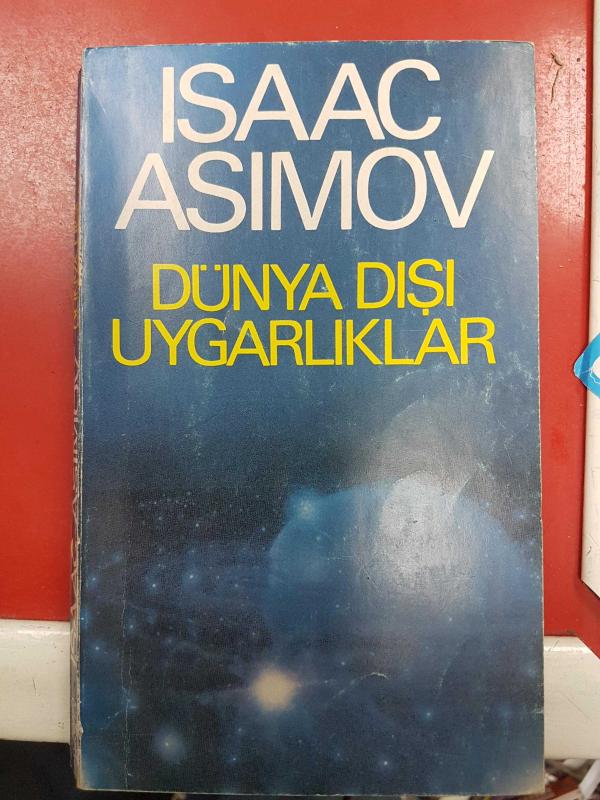 ISAAC
ASIMOV
DÜNYA DIŞI
UYGARLIKLAR